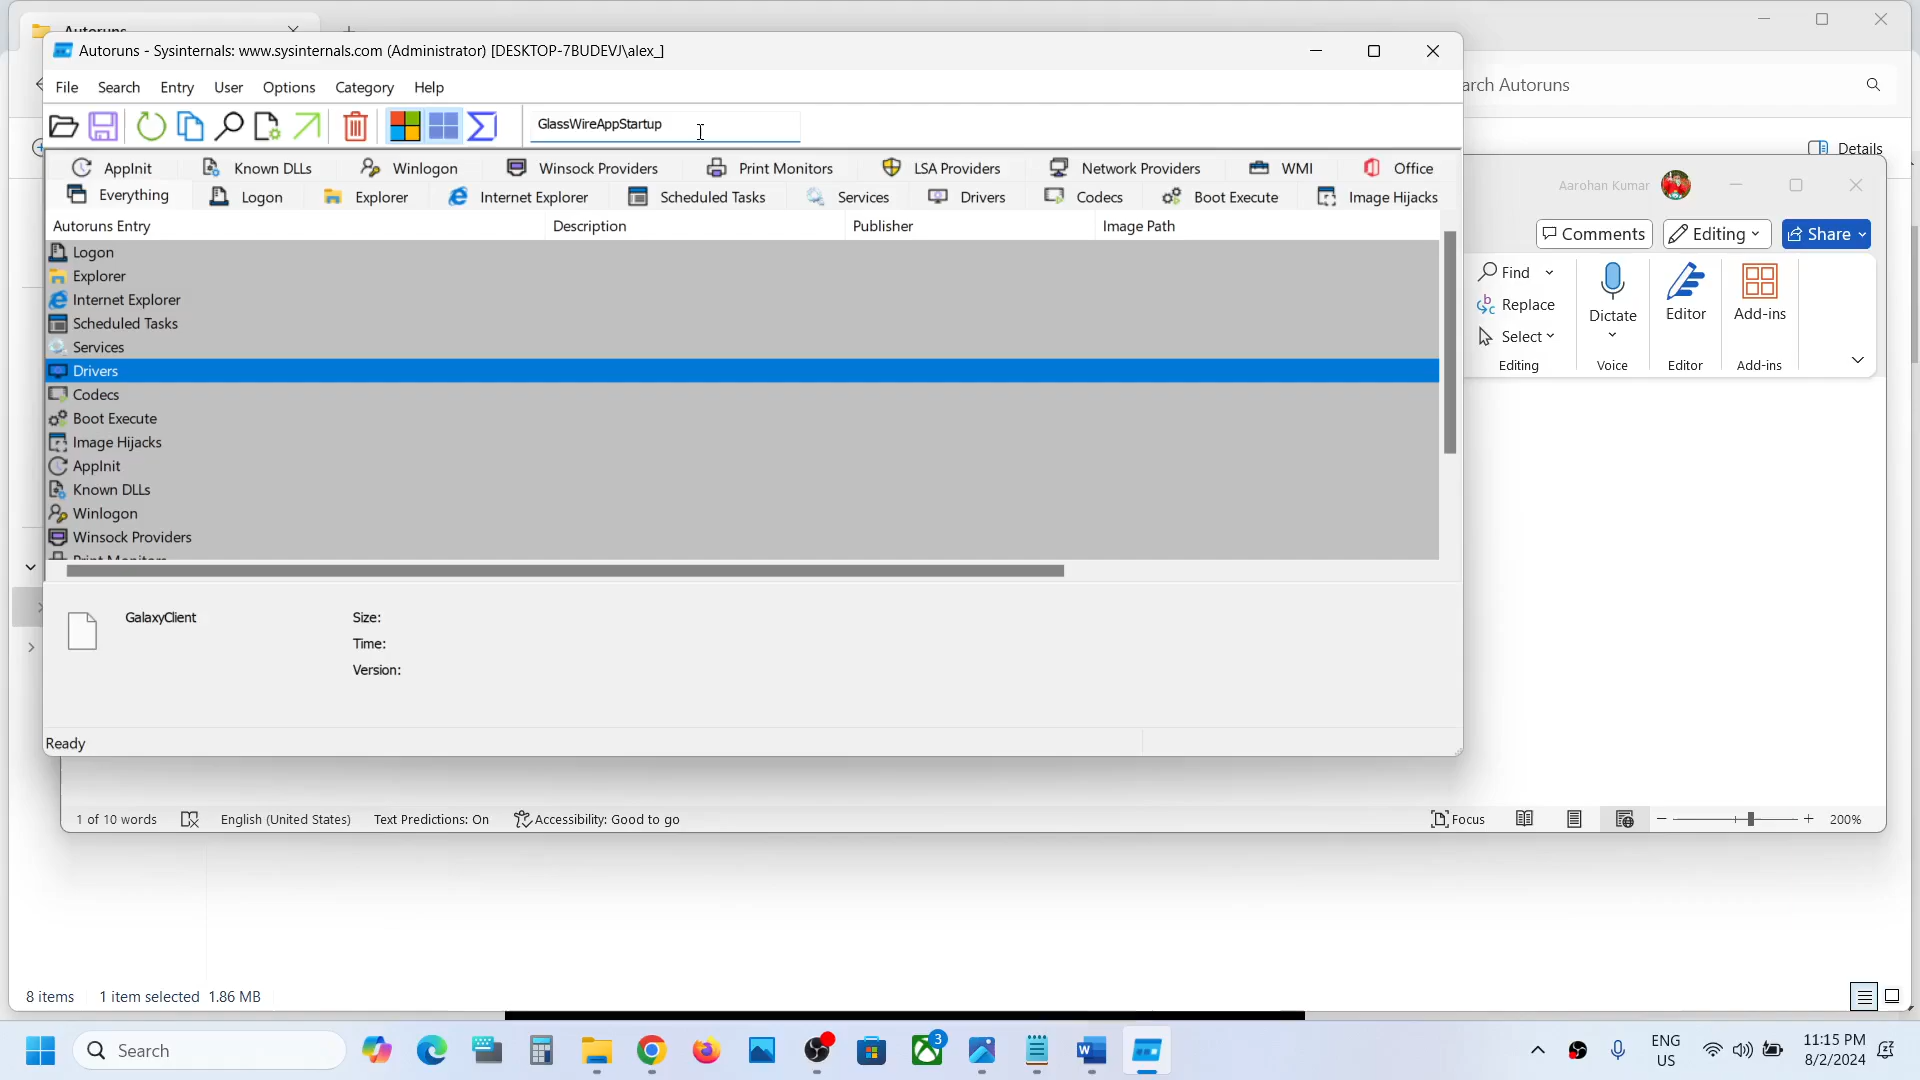 Autoruns
Autoruns - Sysinternals: www.sysinternals.com (Administrator) [DESKTOP-7BUDEVJ\alex_]
File Search Entry User Options Category Help
arch Autoruns
GlassWireAppStartup
Details
AppInit Known DLLs Winlogon Winsock Providers Print Monitors LSA Providers Network Providers WMI Office
Everything Logon Explorer Internet Explorer Scheduled Tasks Services Drivers Codecs Boot Execute Image Hijacks
Aarohan Kumar
Autoruns Entry Description Publisher Image Path
Comments Editing Share
Logon
Explorer
Internet Explorer
Scheduled Tasks
Services
Drivers
Codecs
Boot Execute
Image Hijacks
AppInit
Known DLLs
Winlogon
Winsock Providers
Print Monitors
Find
Replace
Select
Editing
Dictate
Voice
Editor
Editor
Add-ins
Add-ins
GalaxyClient
Size:
Time:
Version:
Ready
1 of 10 words English (United States) Text Predictions: On Accessibility: Good to go Focus 200%
8 items 1 item selected 1.86 MB
Search
3
ENG
US
11:15 PM
8/2/2024